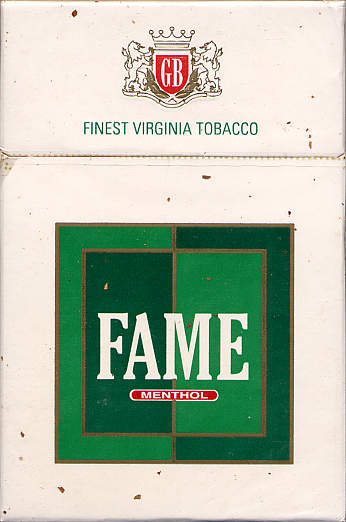 GB
FINEST VIRGINIA TOBACCO
FAME
MENTHOL